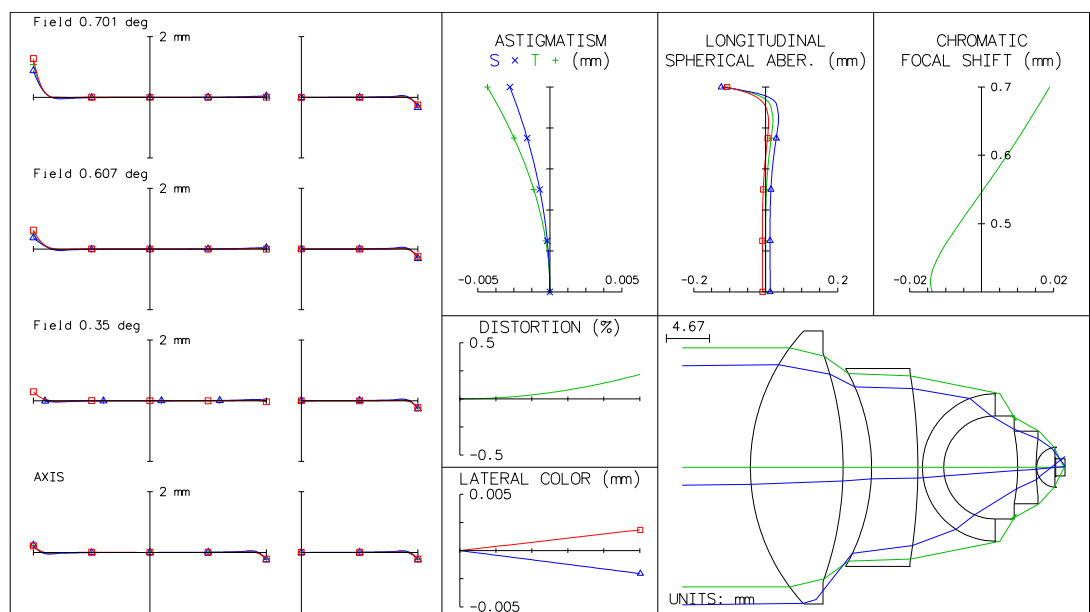 Field 0.701 deg
2 mm
Field 0.607 deg
2 mm
Field 0.35 deg
2 mm
AXIS
2 mm
ASTIGMATISM
S × T + (mm)
-0.005
0.005
LONGITUDINAL
SPHERICAL ABER. (mm)
-0.2
0.2
CHROMATIC
FOCAL SHIFT (mm)
0.7
0.6
0.5
-0.02
0.02
DISTORTION (%)
0.5
-0.5
LATERAL COLOR (mm)
0.005
-0.005
4.67
UNITS: mm